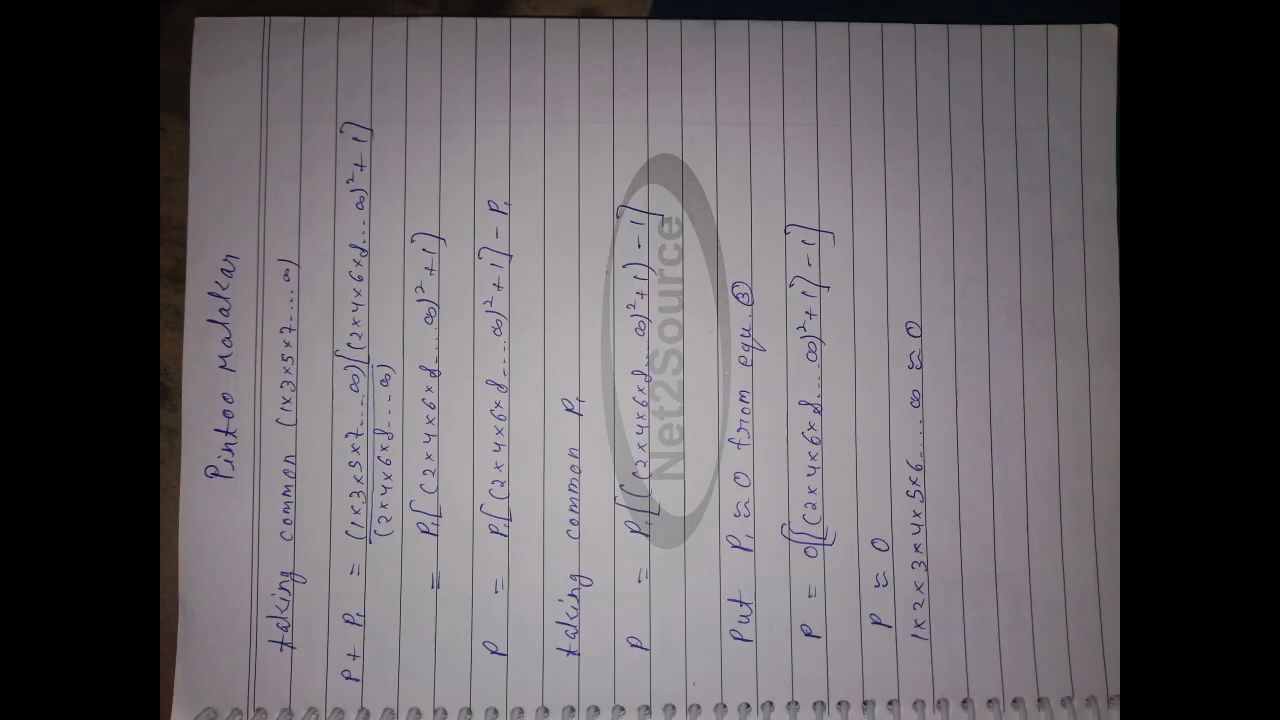 Pintoo Malakar
taking common (1×3×5×7.....∞)
P + P₁ = (1×3×5×7....∞)[(2×4×6×8....∞)²+1]
(2×4×6×8....∞)
= P₁[(2×4×6×8....∞)²+1]
P = P₁[(2×4×6×8....∞)²+1] - P₁
taking common P₁
P = P₁[((2×4×6×8....∞)²+1)-1]
Put P₁ ≈ 0 from equ. ③
P = 0[[(2×4×6×8....∞)²+1]-1]
P ≈ 0
1×2×3×4×5×6.....∞ ≈ 0
Net2Source